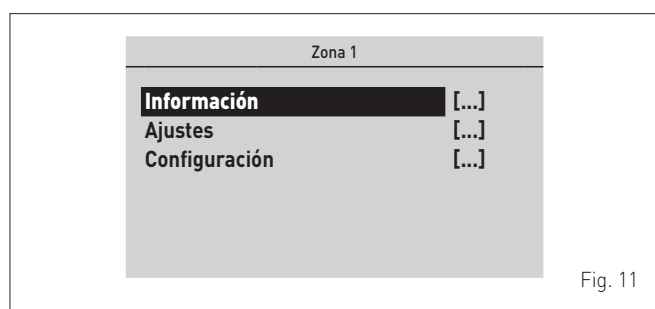 Zona 1
Información [...]
Ajustes [...]
Configuración [...]
Fig. 11